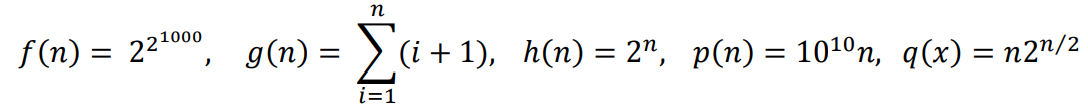 f(n) = 2^{2^{1000}}, g(n) = \sum_{i=1}^{n}(i + 1), h(n) = 2^n, p(n) = 10^{10}n, q(x) = n2^{n/2}